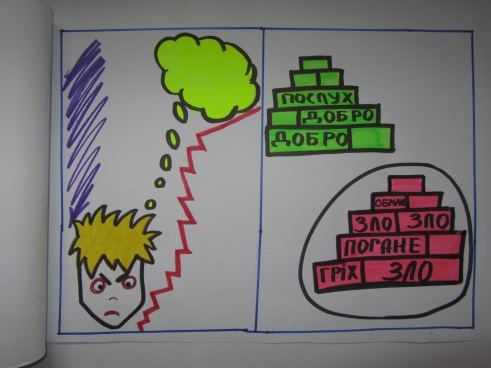 ПОСЛУХ
ДОБРО
ДОБРО
ОБМАН
ЗЛО ЗЛО
ПОГАНЕ
ГРІХ ЗЛО